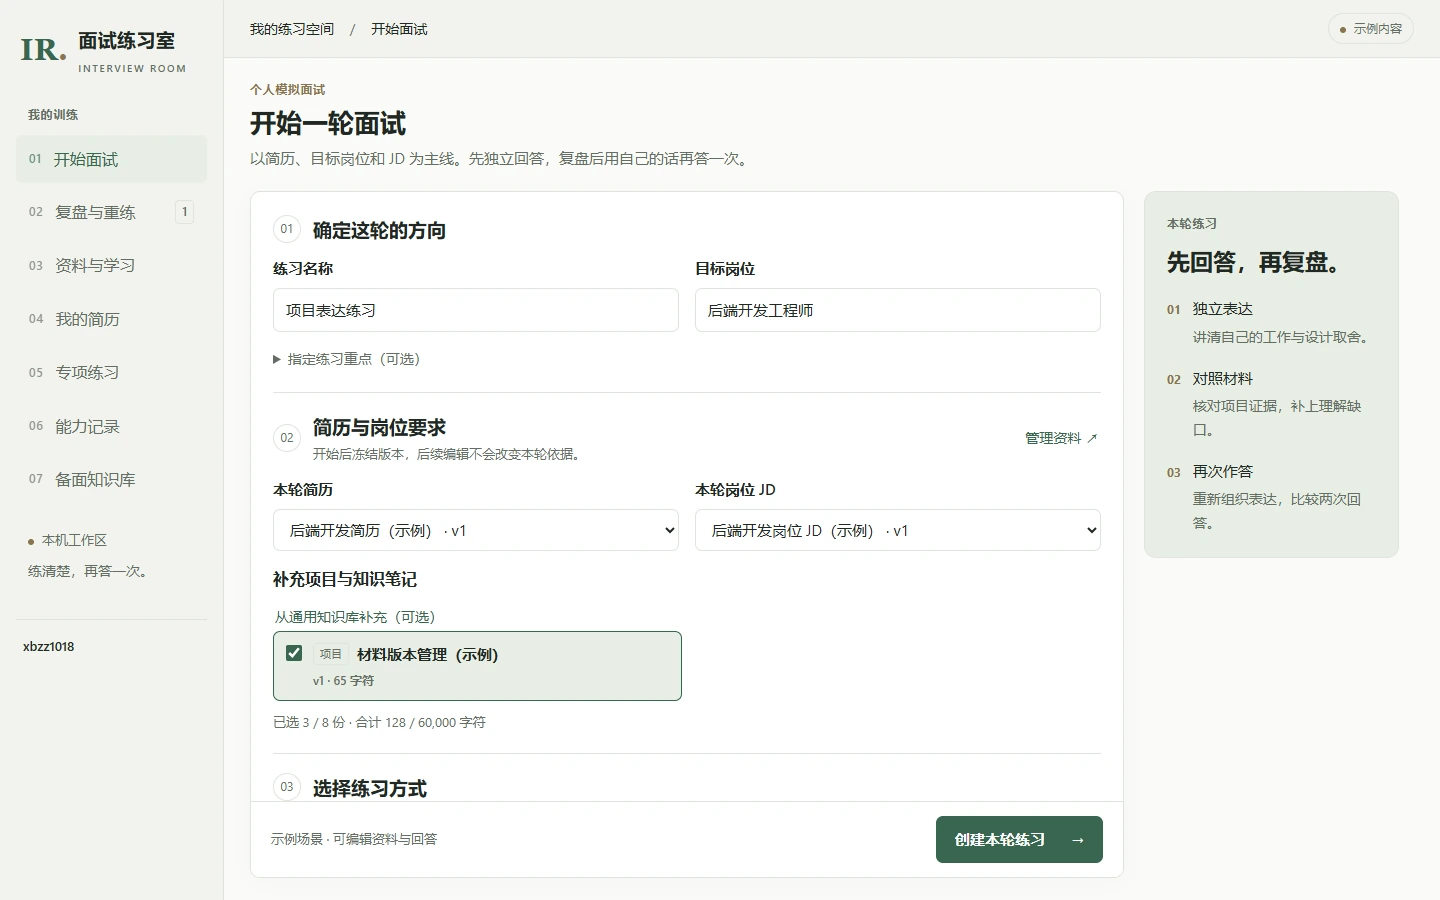 IR.
面试练习室
INTERVIEW ROOM
我的训练
01 开始面试
02 复盘与重练 1
03 资料与学习
04 我的简历
05 专项练习
06 能力记录
07 备面知识库
本机工作区
练清楚，再答一次。
xbzz1018
我的练习空间 / 开始面试
示例内容
个人模拟面试
开始一轮面试
以简历、目标岗位和 JD 为主线。先独立回答，复盘后用自己的话再答一次。
01 确定这轮的方向
练习名称
项目表达练习
目标岗位
后端开发工程师
▶ 指定练习重点（可选）
02 简历与岗位要求
开始后冻结版本，后续编辑不会改变本轮依据。
管理资料 ↗
本轮简历
后端开发简历（示例） · v1
本轮岗位 JD
后端开发岗位 JD（示例） · v1
补充项目与知识笔记
从通用知识库补充（可选）
项目 材料版本管理（示例）
v1 · 65 字符
已选 3 / 8 份 · 合计 128 / 60,000 字符
03 选择练习方式
示例场景 · 可编辑资料与回答
创建本轮练习 →
本轮练习
先回答，再复盘。
01 独立表达
讲清自己的工作与设计取舍。
02 对照材料
核对项目证据，补上理解缺
口。
03 再次作答
重新组织表达，比较两次回
答。